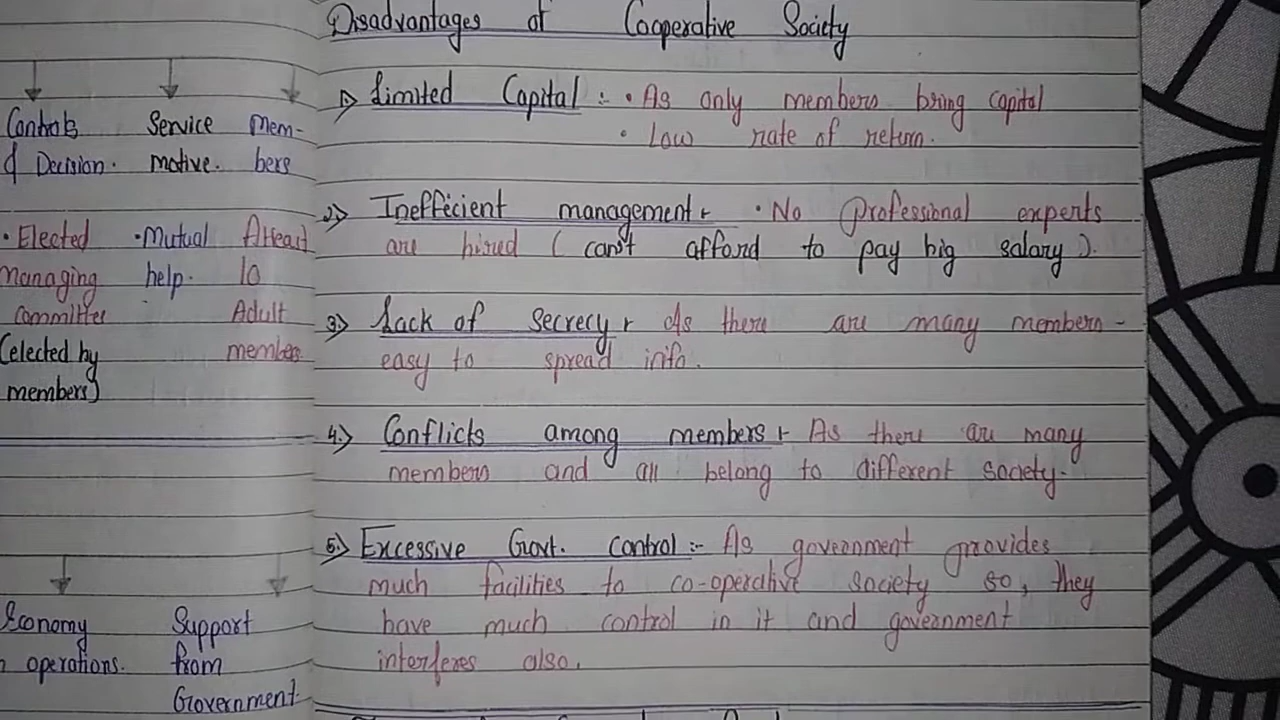 Controls Service Mem-
& Decision. motive. bers
• Elected • Mutual Atleast
managing help. 10
committee Adult
(elected by members
members)
Economy Support
operations. from
Government.
Disadvantages of Cooperative Society
1) Limited Capital :- • As only members bring capital
• Low rate of return.
2) Inefficient management :- • No Professional experts
are hired ( can't afford to pay big salary ).
3) Lack of secrecy :- As there are many members -
easy to spread info.
4) Conflicts among members :- As there are many
members and all belong to different society.
5) Excessive Govt. control :- As government provides
much facilities to co-operative society so, they
have much control in it and government
interferes also.